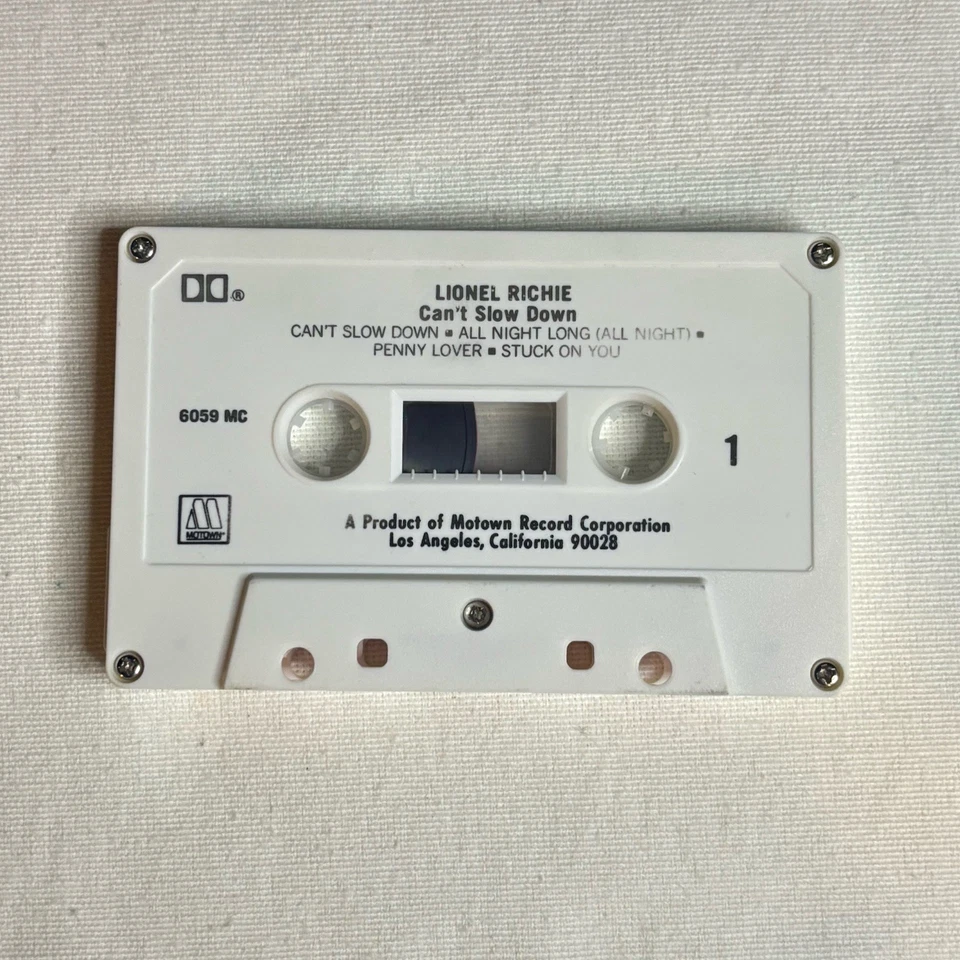 LIONEL RICHIE
Can't Slow Down
CAN'T SLOW DOWN ▪ ALL NIGHT LONG (ALL NIGHT) ▪
PENNY LOVER ▪ STUCK ON YOU
6059 MC
1
MOTOWN
A Product of Motown Record Corporation
Los Angeles, California 90028